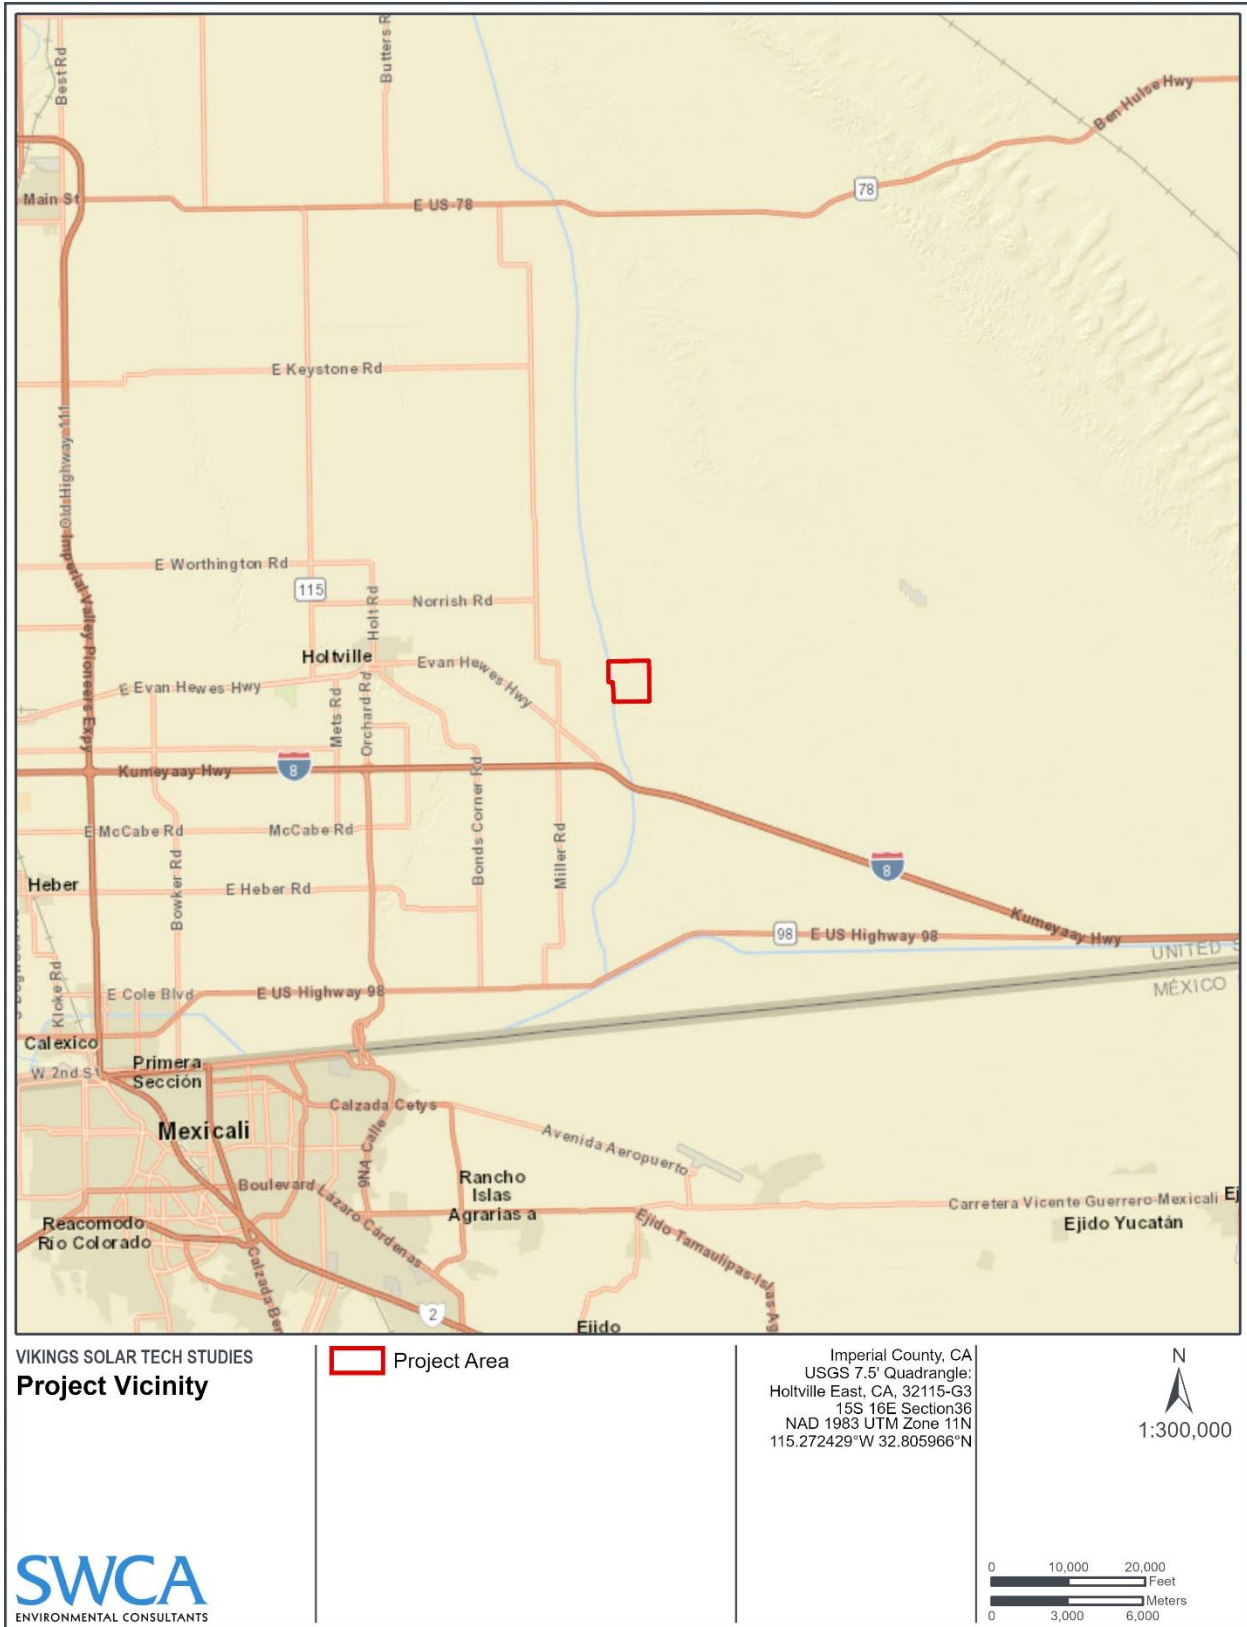 Best Rd
Butters R
Ben Hulse Hwy
78
Main St
E US-78
E Keystone Rd
Old Highway 111
Imperial Valley Pioneers Expy
E Worthington Rd
115
Holt Rd
Norrish Rd
Holtville
Evan Hewes Hwy
E Evan Hewes Hwy
Mets Rd
Orchard Rd
Kumeyaay Hwy
8
Bonds Corner Rd
E McCabe Rd
McCabe Rd
Miller Rd
Bowker Rd
8
Heber
E Heber Rd
Kumeyaay Hwy
98
E US Highway 98
UNITED S
MÉXICO
Kloke Rd
E Cole Blvd
E US Highway 98
Calexico
W 2nd St
Primera
Sección
Mexicali
Calzada Cetys
9NA Calle
Avenida Aeropuerto
Rancho
Islas
Agrarias a
Boulevard Lázaro Cárdenas
Carretera Vicente Guerrero-Mexicali
Ej
Ejido Yucatán
Reacomodo
Río Colorado
Ejido Tamaulipas-Islas Ag
Calzada Ben
2
Ejido
VIKINGS SOLAR TECH STUDIES
Project Vicinity
Project Area
Imperial County, CA
USGS 7.5' Quadrangle:
Holtville East, CA, 32115-G3
15S 16E Section36
NAD 1983 UTM Zone 11N
115.272429°W 32.805966°N
N
1:300,000
SWCA
ENVIRONMENTAL CONSULTANTS
0 10,000 20,000
Feet
Meters
0 3,000 6,000